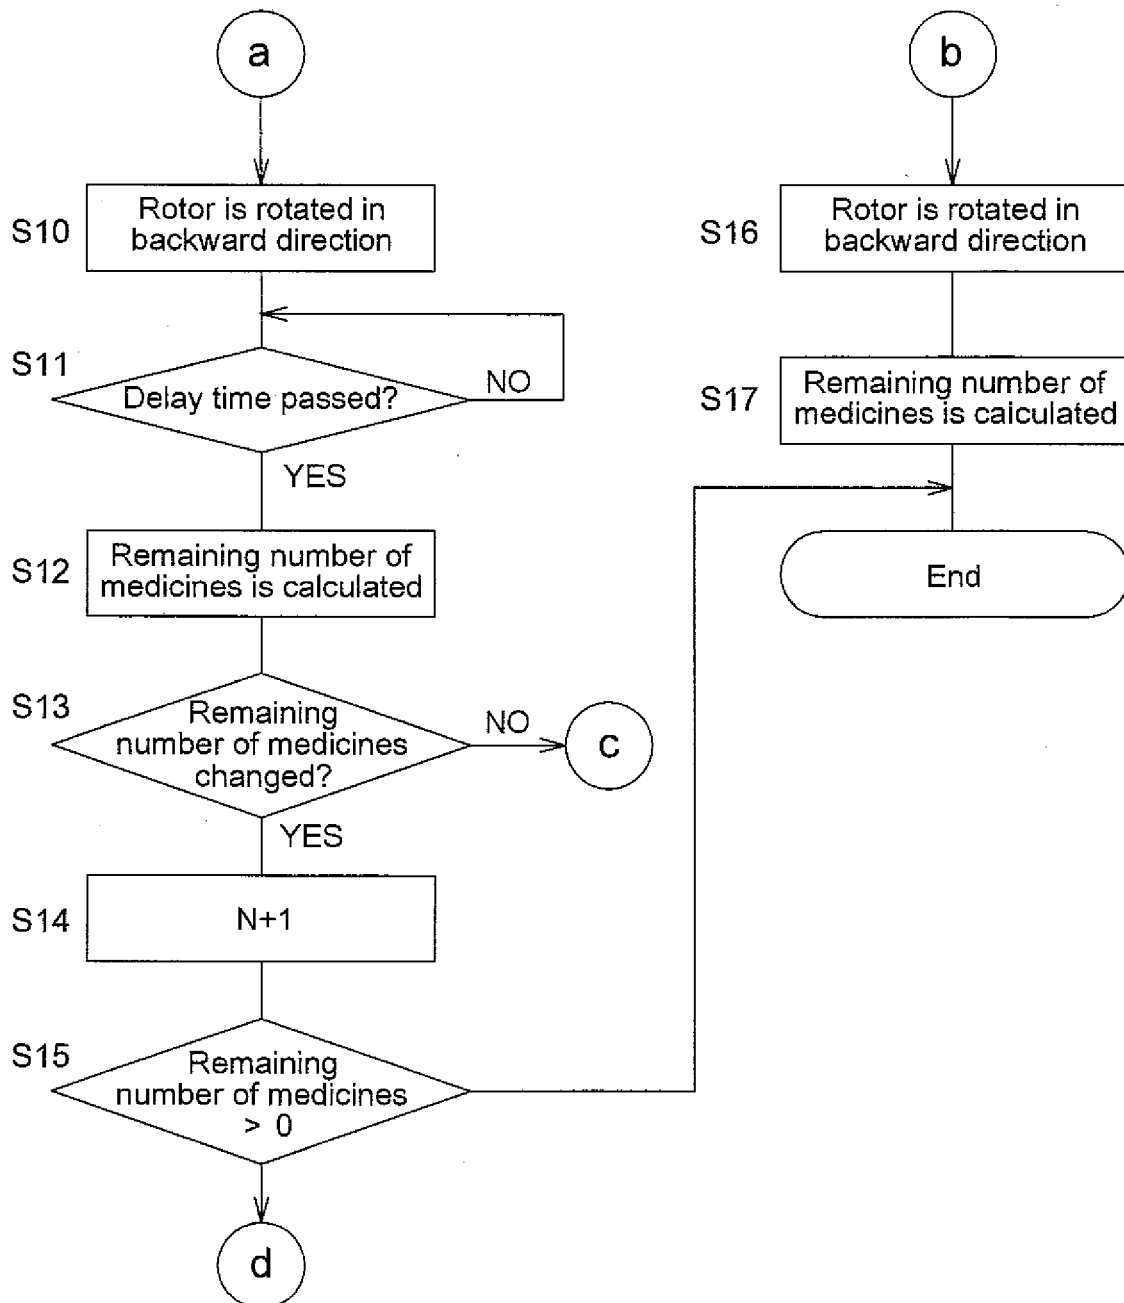 a
S10
Rotor is rotated in
backward direction
S11
Delay time passed?
NO
YES
S12
Remaining number of
medicines is calculated
S13
Remaining
number of medicines
changed?
NO
c
YES
S14
N+1
S15
Remaining
number of medicines
> 0
d
b
S16
Rotor is rotated in
backward direction
S17
Remaining number of
medicines is calculated
End